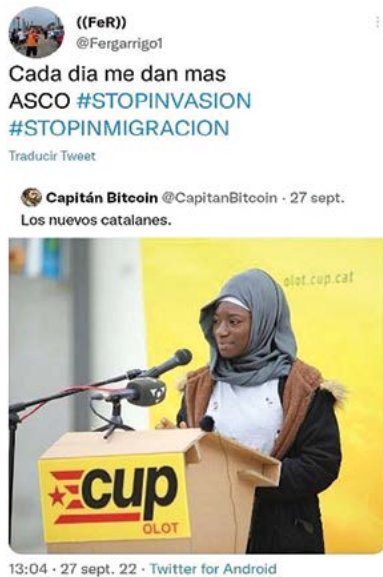 ((FeR))
@Fergarrigo1
Cada dia me dan mas
ASCO #STOPINVASION
#STOPINMIGRACION
Traducir Tweet
Capitán Bitcoin @CapitanBitcoin · 27 sept.
Los nuevos catalanes.
olot.cup.cat
cup
OLOT
13:04 · 27 sept. 22 · Twitter for Android